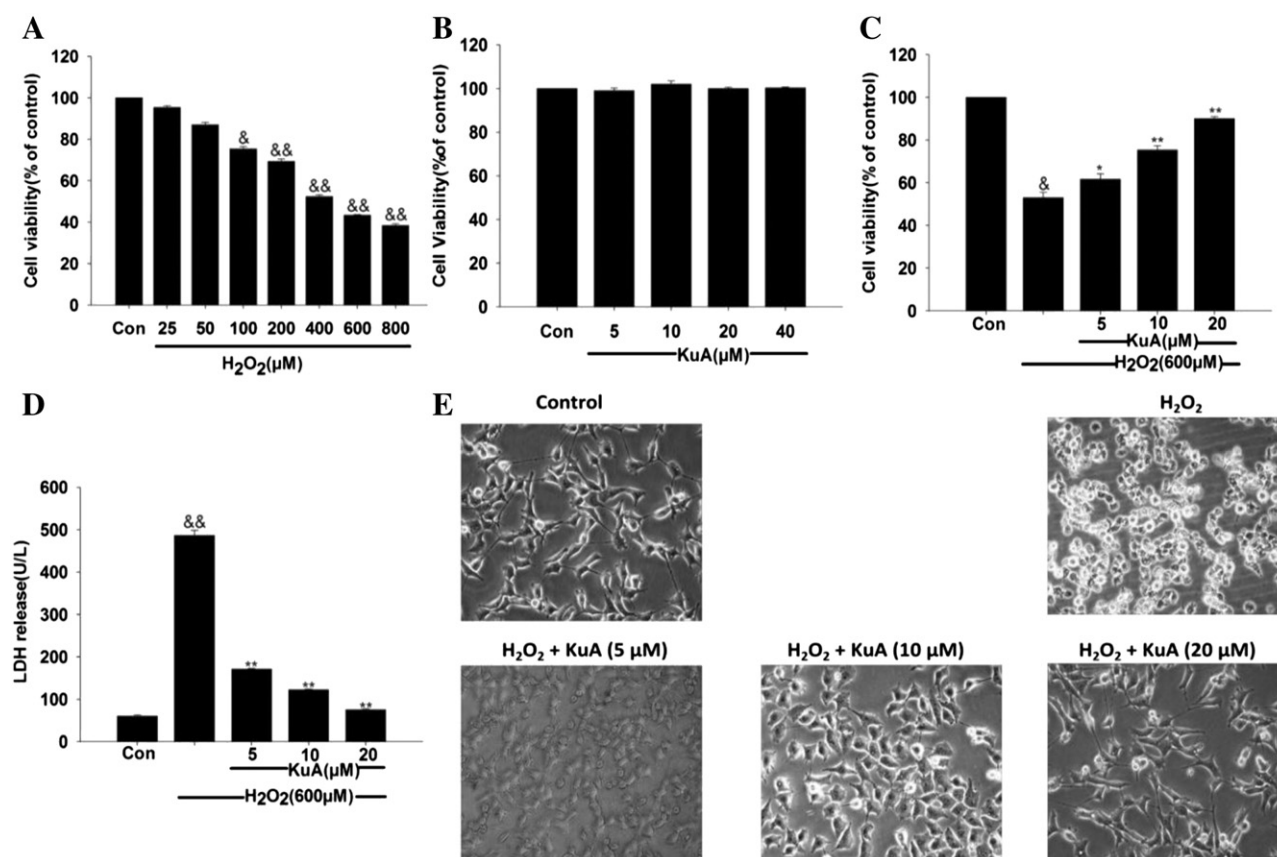 A
120
100
80
60
40
20
0
Cell viability(% of control)
&
&&
&&
&&
&&
Con 25 50 100 200 400 600 800
H₂O₂(µM)
B
120
100
80
60
40
20
0
Cell Viability(%of control)
Con 5 10 20 40
KuA(µM)
C
120
100
80
60
40
20
0
Cell viability(% of control)
&
*
**
**
Con 5 10 20
KuA(µM)
H₂O₂(600µM)
D
600
500
400
300
200
100
0
LDH release(U/L)
&&
**
**
**
Con 5 10 20
KuA(µM)
H₂O₂(600µM)
E
Control
H₂O₂
H₂O₂ + KuA (5 µM)
H₂O₂ + KuA (10 µM)
H₂O₂ + KuA (20 µM)